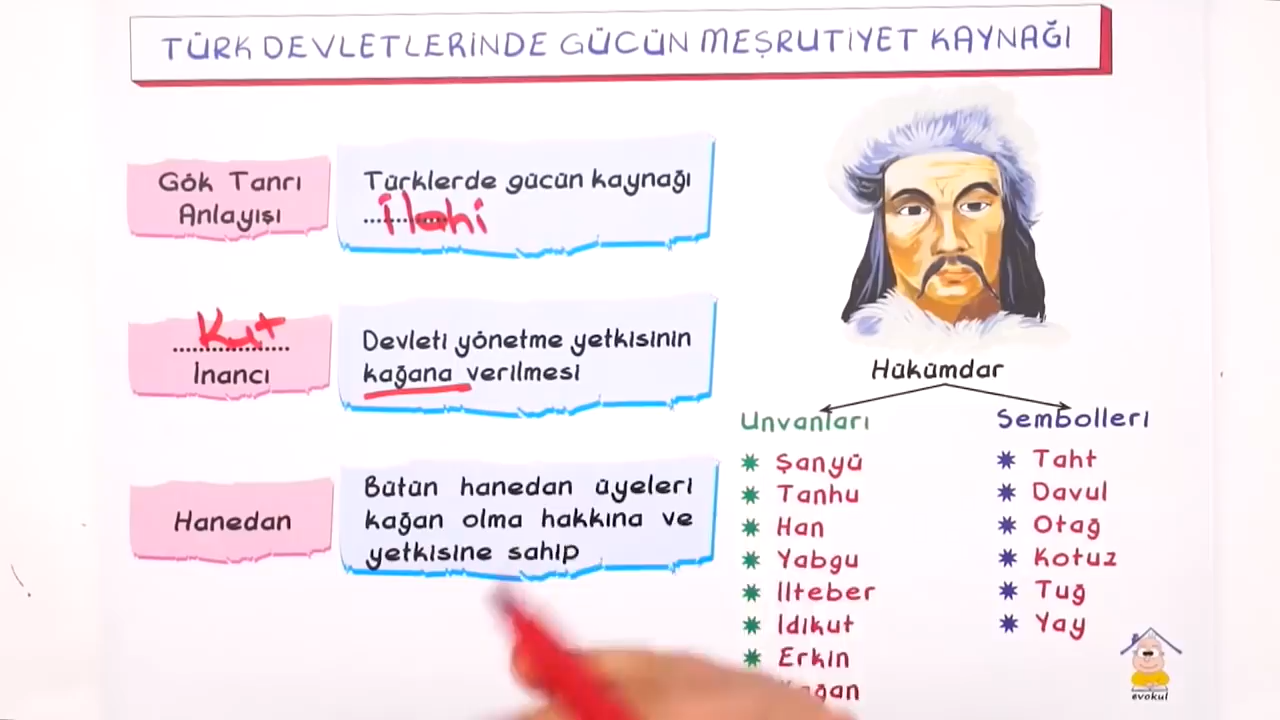 TÜRK DEVLETLERİNDE GÜCÜN MEŞRUTİYET KAYNAĞI
Gök Tanrı
Anlayışı
Türklerde gücün kaynağı
........... ilahi
Kut
.................
İnancı
Devleti yönetme yetkisinin
kağana verilmesi
Hanedan
Bütün hanedan üyeleri
kağan olma hakkına ve
yetkisine sahip
Hükümdar
Unvanları
Şanyü
Tanhu
Han
Yabgu
İlteber
İdikut
Erkin
Sembolleri
Taht
Davul
Otağ
Kotuz
Tuğ
Yay
evokul